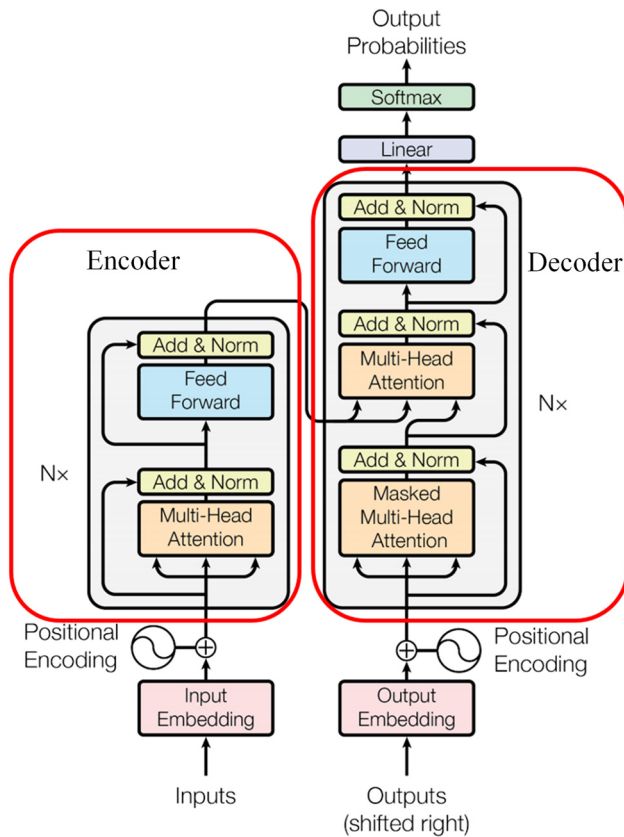 Output
Probabilities
Softmax
Linear
Decoder
Add & Norm
Feed
Forward
Add & Norm
Multi-Head
Attention
N×
Add & Norm
Masked
Multi-Head
Attention
Encoder
Add & Norm
Feed
Forward
N×
Add & Norm
Multi-Head
Attention
Positional
Encoding
Positional
Encoding
Input
Embedding
Output
Embedding
Inputs
Outputs
(shifted right)